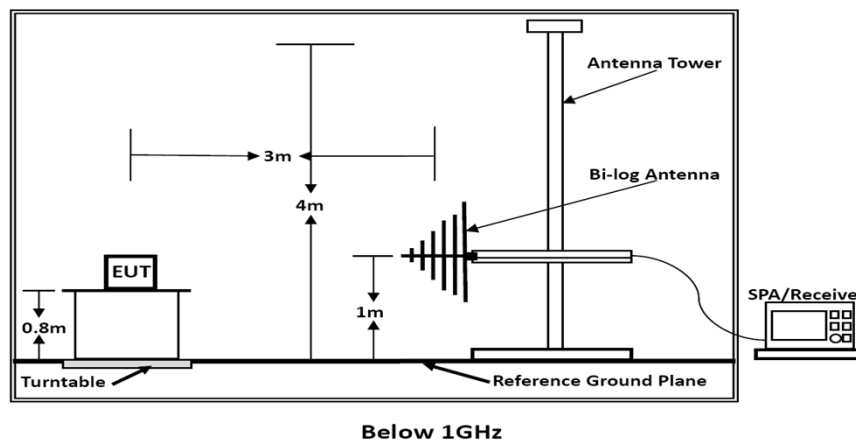 Antenna Tower
3m
Bi-log Antenna
4m
EUT
SPA/Receive
0.8m
1m
Turntable
Reference Ground Plane
Below 1GHz